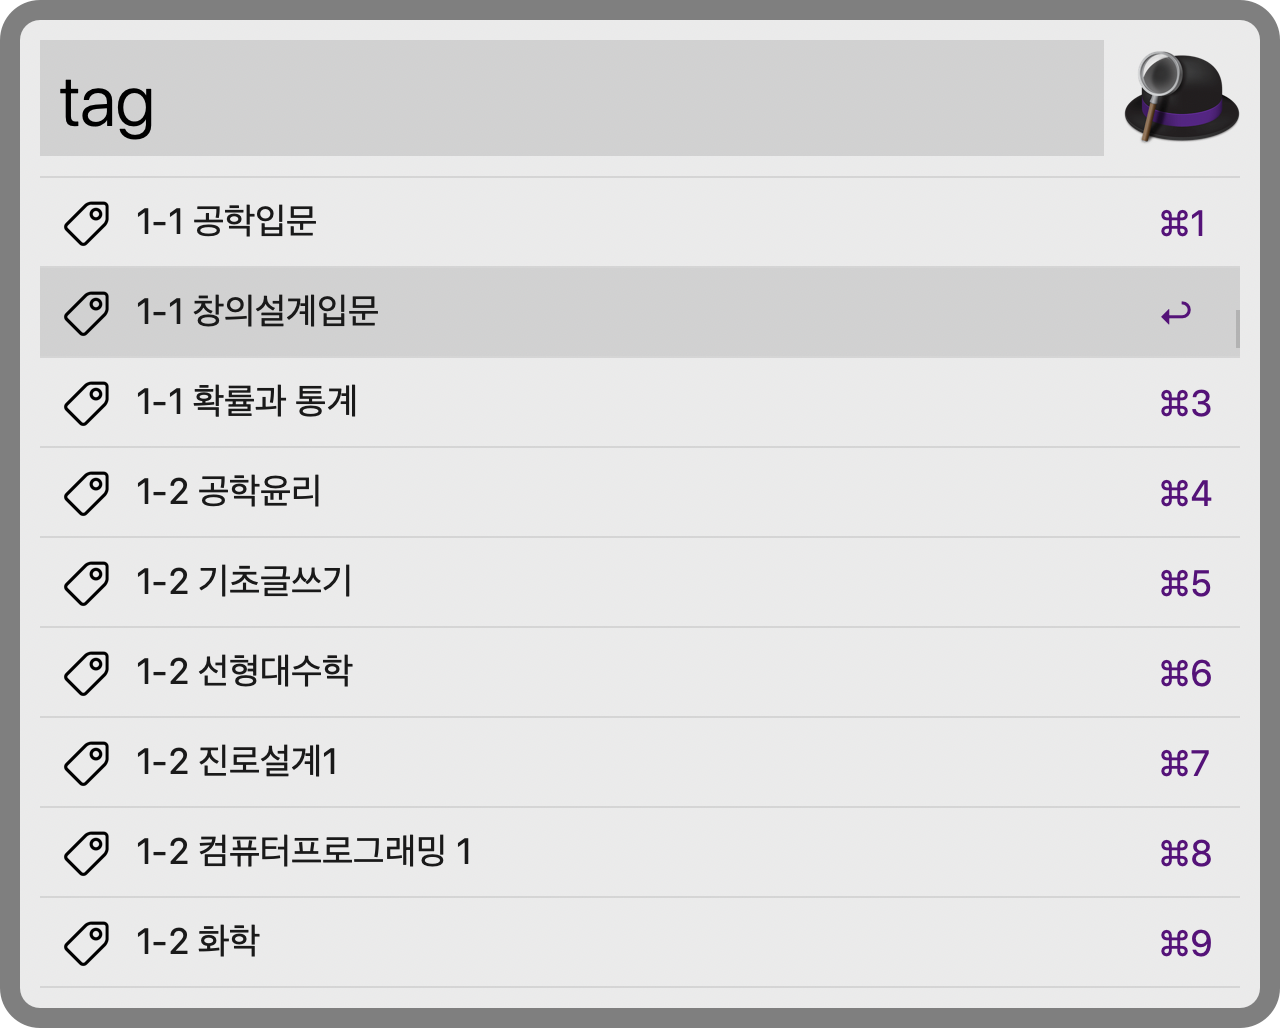 tag
1-1 공학입문 ⌘1
1-1 창의설계입문 ↩
1-1 확률과 통계 ⌘3
1-2 공학윤리 ⌘4
1-2 기초글쓰기 ⌘5
1-2 선형대수학 ⌘6
1-2 진로설계1 ⌘7
1-2 컴퓨터프로그래밍 1 ⌘8
1-2 화학 ⌘9